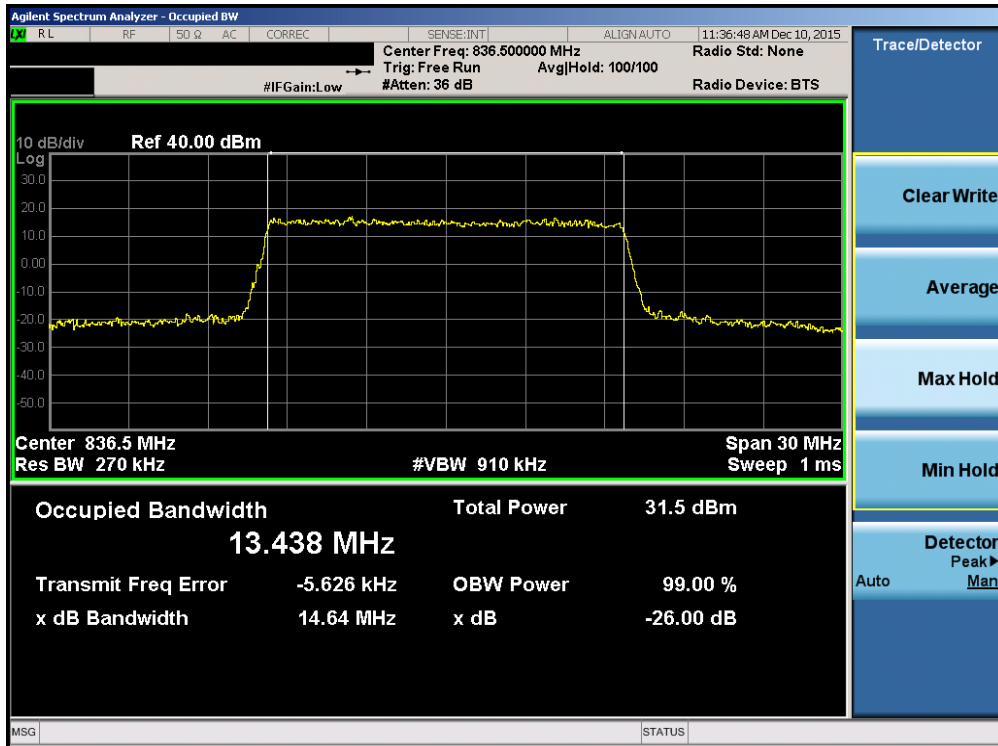 Agilent Spectrum Analyzer - Occupied BW
LXI RL RF 50 Ω AC CORREC SENSE:INT ALIGN AUTO 11:36:48 AM Dec 10, 2015
Center Freq: 836.500000 MHz Radio Std: None
Trig: Free Run Avg|Hold: 100/100
#IFGain:Low #Atten: 36 dB Radio Device: BTS
10 dB/div Ref 40.00 dBm
Log
30.0
20.0
10.0
0.00
-10.0
-20.0
-30.0
-40.0
-50.0
Center 836.5 MHz Span 30 MHz
Res BW 270 kHz #VBW 910 kHz Sweep 1 ms
Occupied Bandwidth Total Power 31.5 dBm
13.438 MHz
Transmit Freq Error -5.626 kHz OBW Power 99.00 %
x dB Bandwidth 14.64 MHz x dB -26.00 dB
MSG STATUS
Trace/Detector
Clear Write
Average
Max Hold
Min Hold
Detector
Peak▶
Auto Man